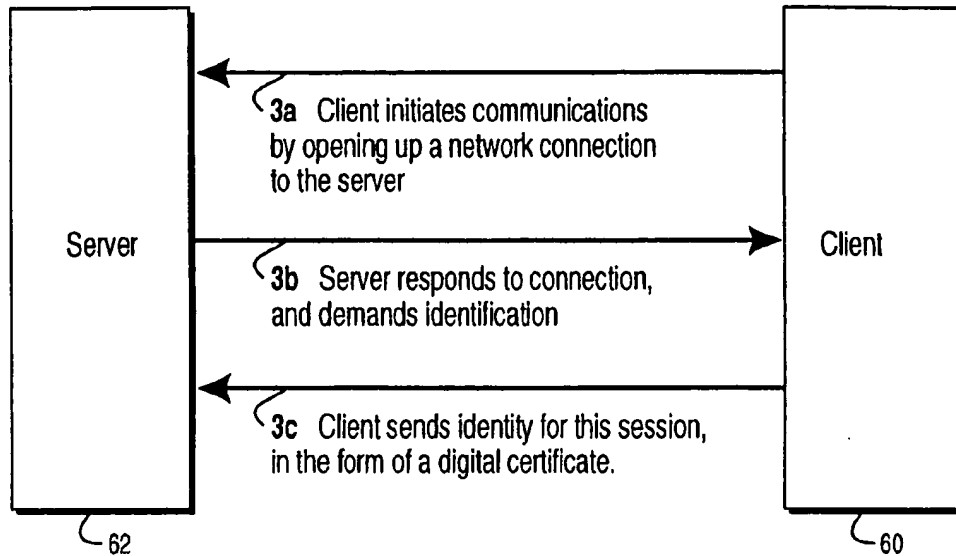 3a Client initiates communications
by opening up a network connection
to the server
Server
Client
3b Server responds to connection,
and demands identification
3c Client sends identity for this session,
in the form of a digital certificate.
62
60